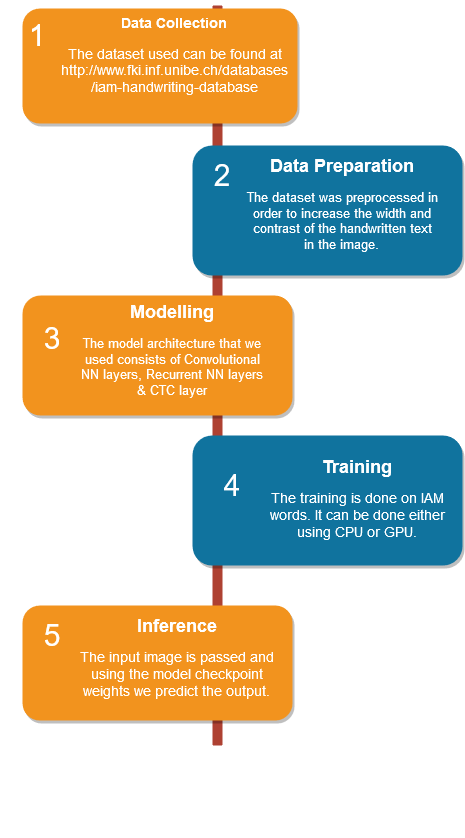 1
Data Collection
The dataset used can be found at
http://www.fki.inf.unibe.ch/databases
/iam-handwriting-database
2
Data Preparation
The dataset was preprocessed in
order to increase the width and
contrast of the handwritten text
in the image.
3
Modelling
The model architecture that we
used consists of Convolutional
NN layers, Recurrent NN layers
& CTC layer
4
Training
The training is done on IAM
words. It can be done either
using CPU or GPU.
5
Inference
The input image is passed and
using the model checkpoint
weights we predict the output.